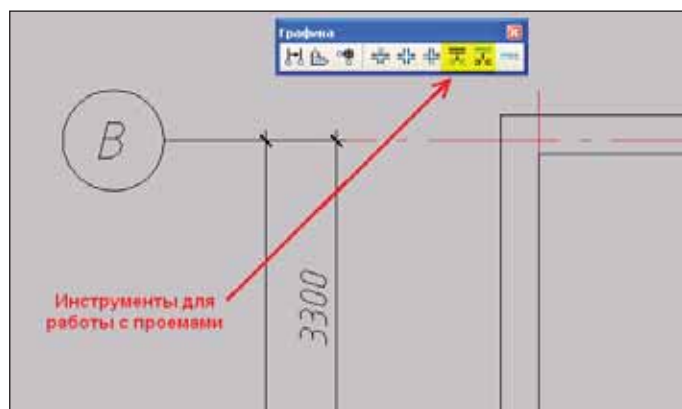 Графика
В
3300
Инструменты для
работы с проемами